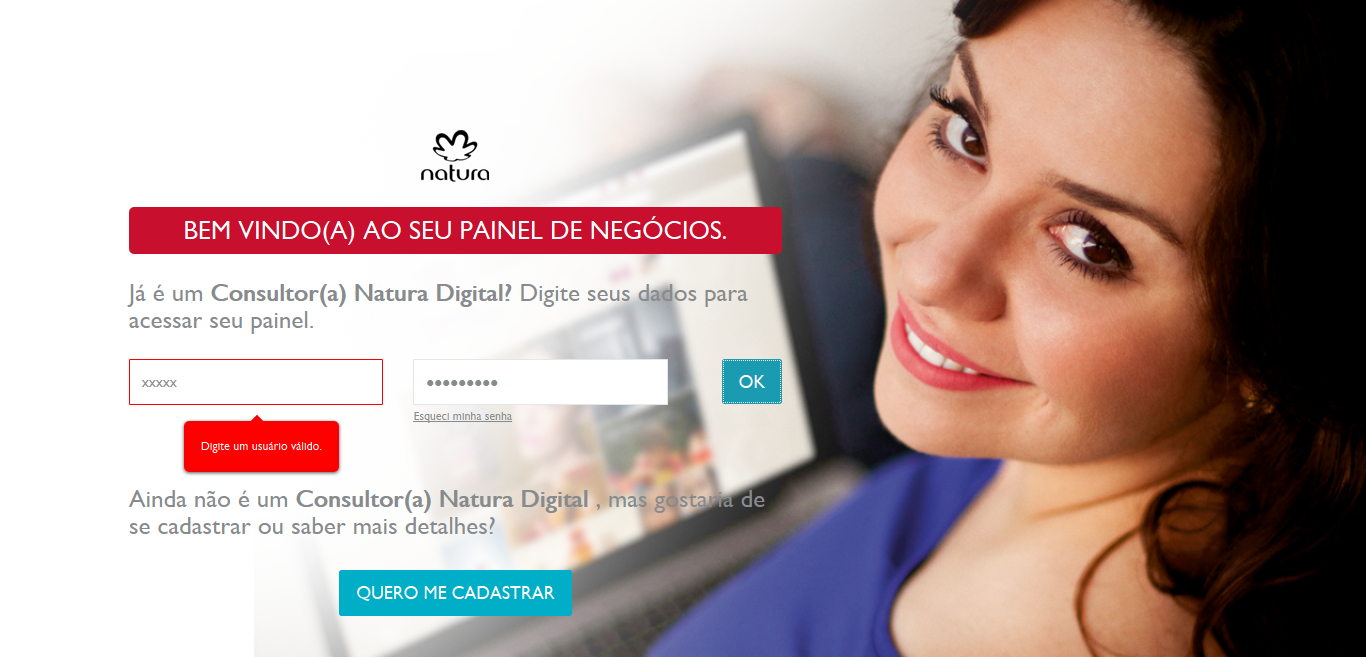 natura
BEM VINDO(A) AO SEU PAINEL DE NEGÓCIOS.
Já é um Consultor(a) Natura Digital? Digite seus dados para
acessar seu painel.
xxxxx
•••••••••
OK
Esqueci minha senha
Digite um usuário válido.
Ainda não é um Consultor(a) Natura Digital , mas gostaria de
se cadastrar ou saber mais detalhes?
QUERO ME CADASTRAR